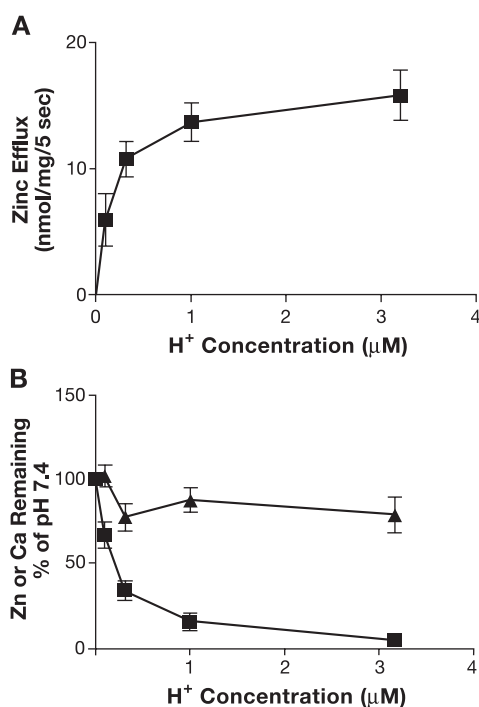 A
20
10
0
Zinc Efflux
(nmol/mg/5 sec)
0 1 2 3 4
H⁺ Concentration (µM)
B
150
100
50
0
Zn or Ca Remaining
% of pH 7.4
1 2 3 4
H⁺ Concentration (µM)